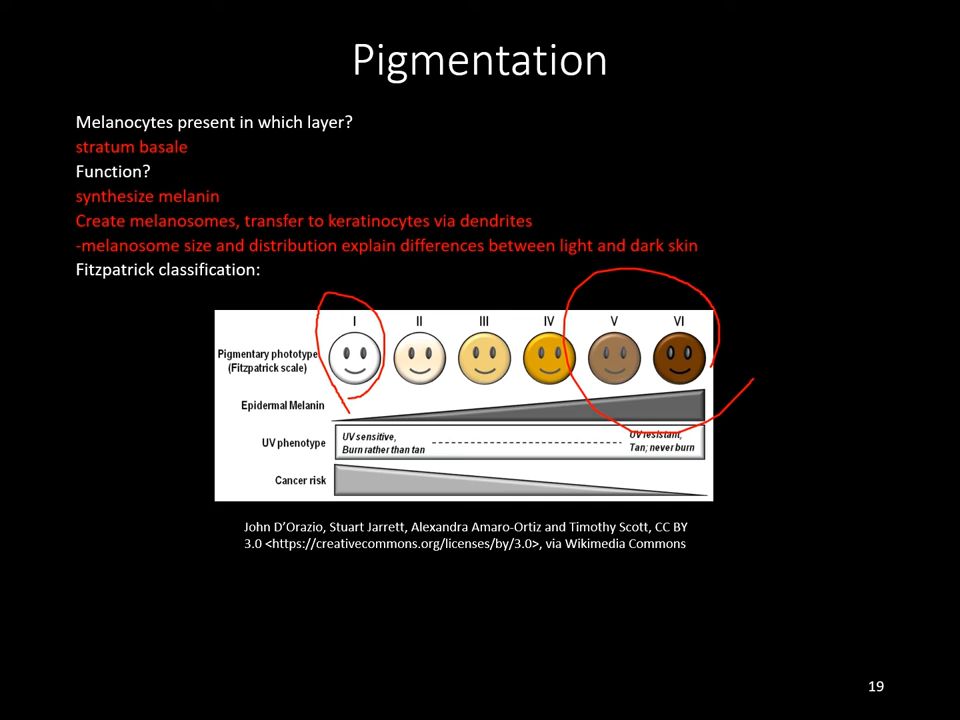 Pigmentation
Melanocytes present in which layer?
stratum basale
Function?
synthesize melanin
Create melanosomes, transfer to keratinocytes via dendrites
-melanosome size and distribution explain differences between light and dark skin
Fitzpatrick classification:
I II III IV V VI
Pigmentary phototype
(Fitzpatrick scale)
Epidermal Melanin
UV phenotype
UV sensitive,
Burn rather than tan
UV resistant,
Tan; never burn
Cancer risk
John D’Orazio, Stuart Jarrett, Alexandra Amaro-Ortiz and Timothy Scott, CC BY
3.0 <https://creativecommons.org/licenses/by/3.0>, via Wikimedia Commons
19